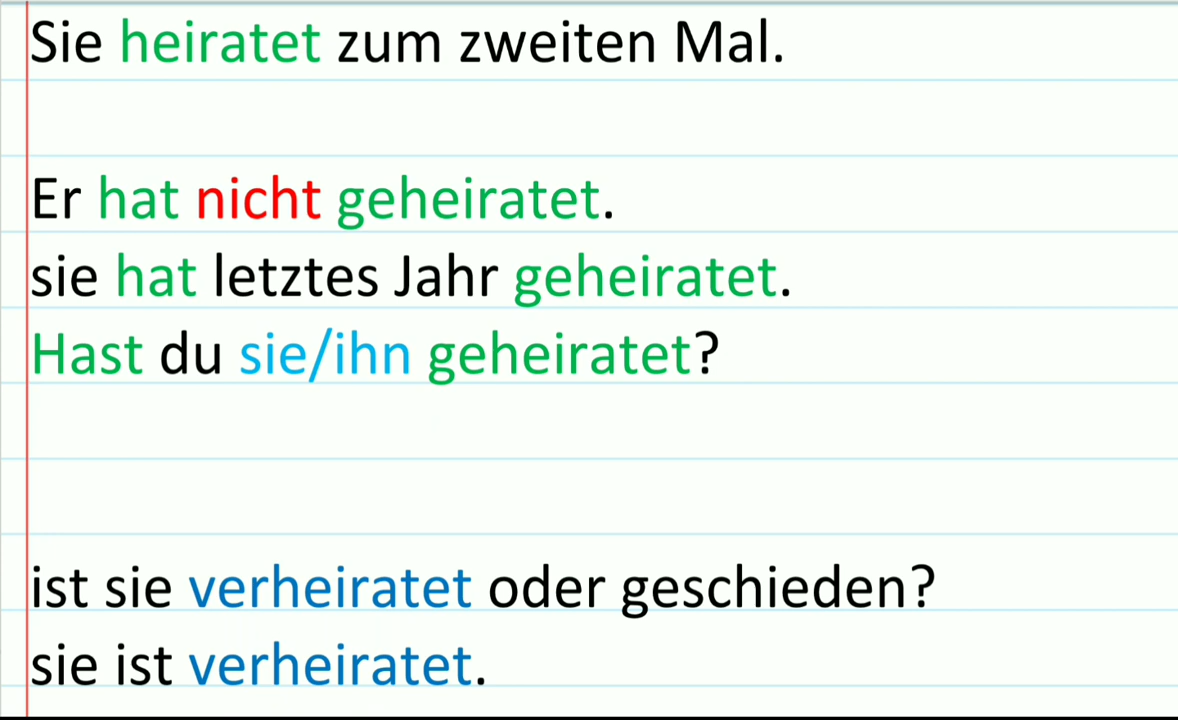 Sie heiratet zum zweiten Mal.
Er hat nicht geheiratet.
sie hat letztes Jahr geheiratet.
Hast du sie/ihn geheiratet?
ist sie verheiratet oder geschieden?
sie ist verheiratet.